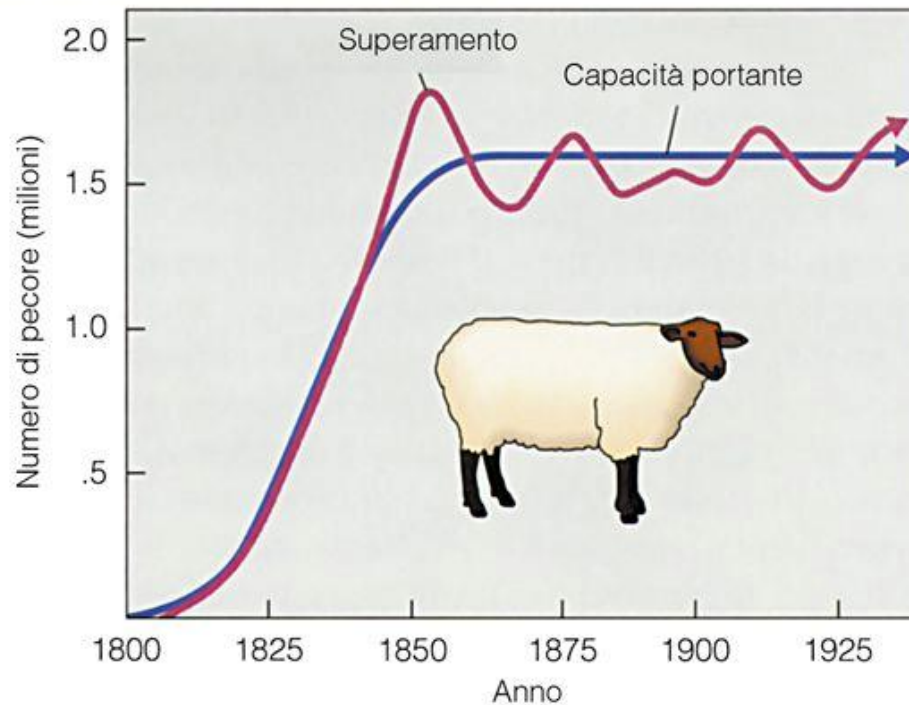 2.0
Superamento
Capacità portante
1.5
1.0
.5
Numero di pecore (milioni)
1800 1825 1850 1875 1900 1925
Anno